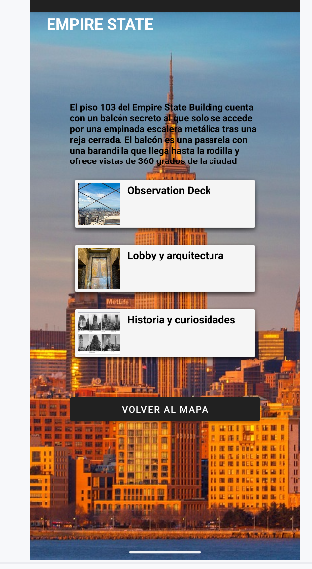 EMPIRE STATE
El piso 103 del Empire State Building cuenta
con un balcón secreto al que solo se accede
por una empinada escalera metálica tras una
reja cerrada. El balcón es una pasarela con
una barandilla que llega hasta la rodilla y
ofrece vistas de 360 grados de la ciudad
Observation Deck
Lobby y arquitectura
MetLife
Historia y curiosidades
VOLVER AL MAPA